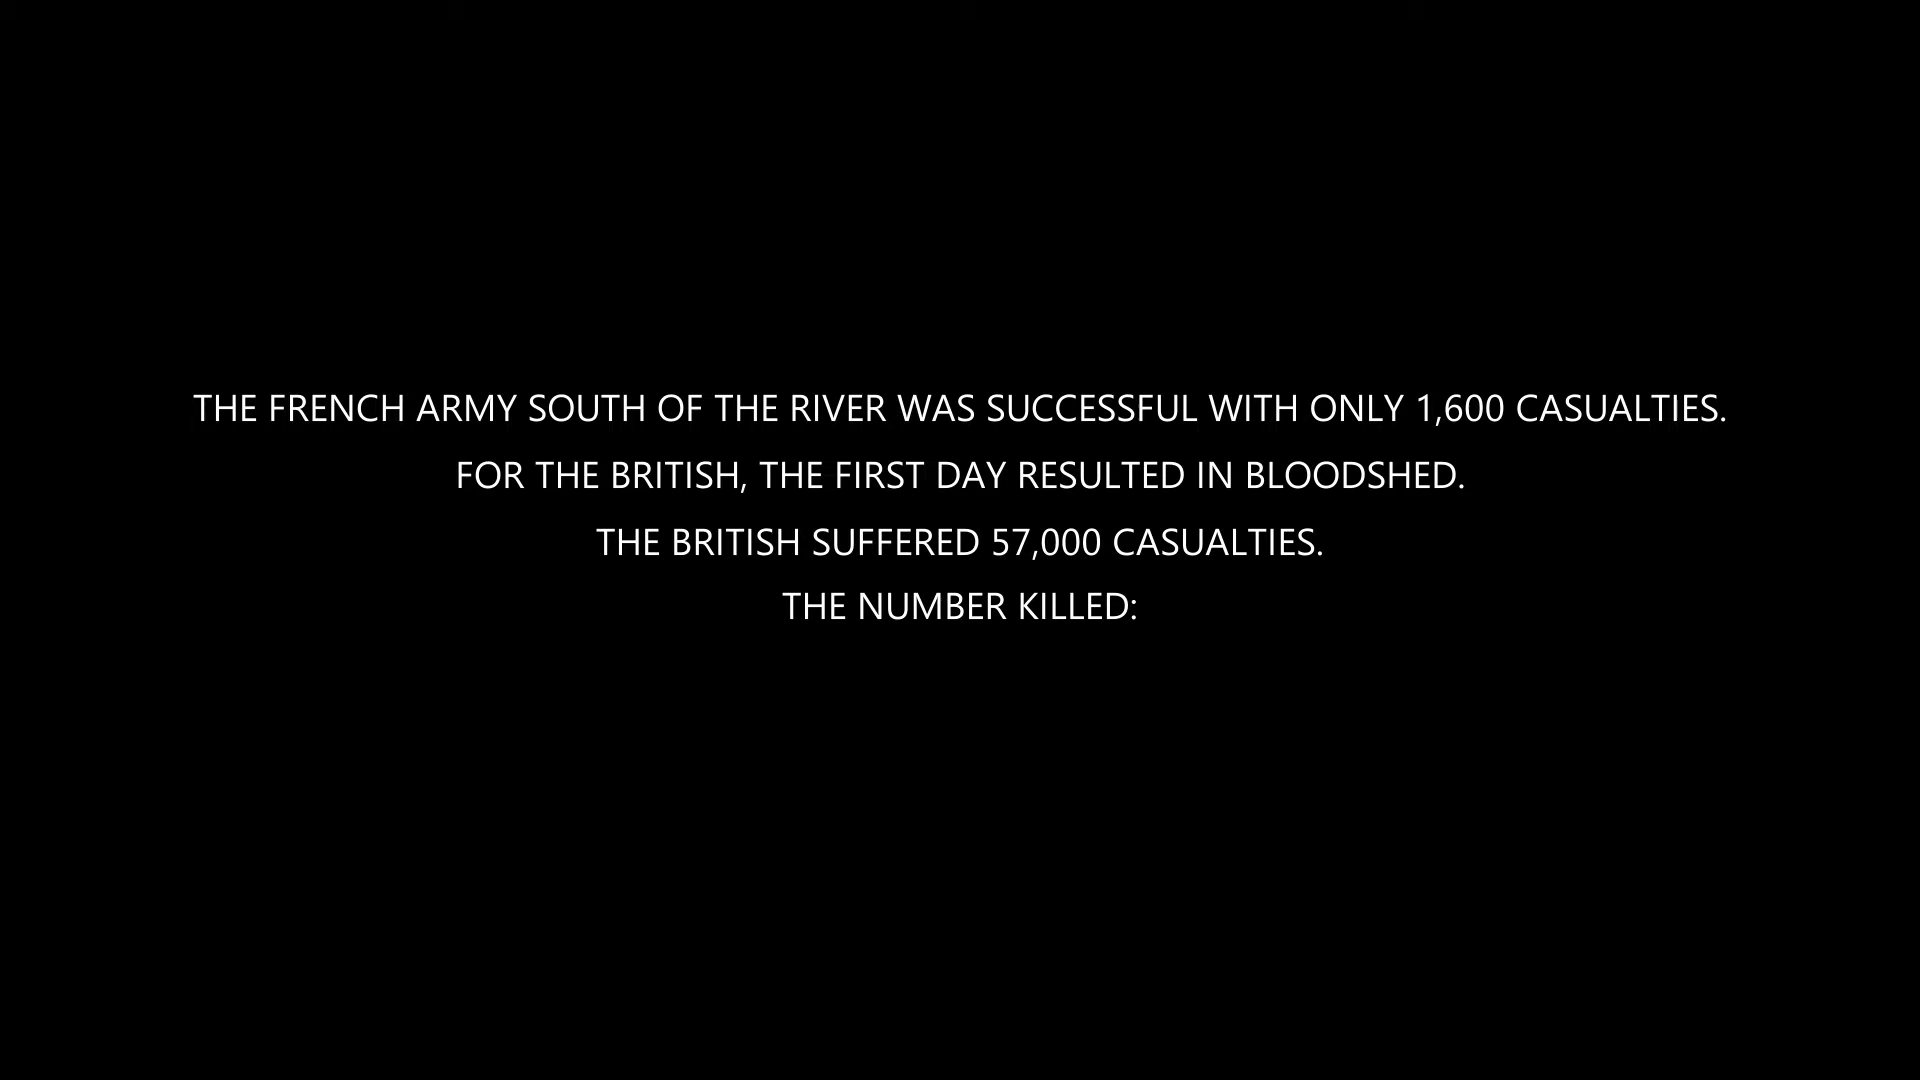 THE FRENCH ARMY SOUTH OF THE RIVER WAS SUCCESSFUL WITH ONLY 1,600 CASUALTIES.
FOR THE BRITISH, THE FIRST DAY RESULTED IN BLOODSHED.
THE BRITISH SUFFERED 57,000 CASUALTIES.
THE NUMBER KILLED: